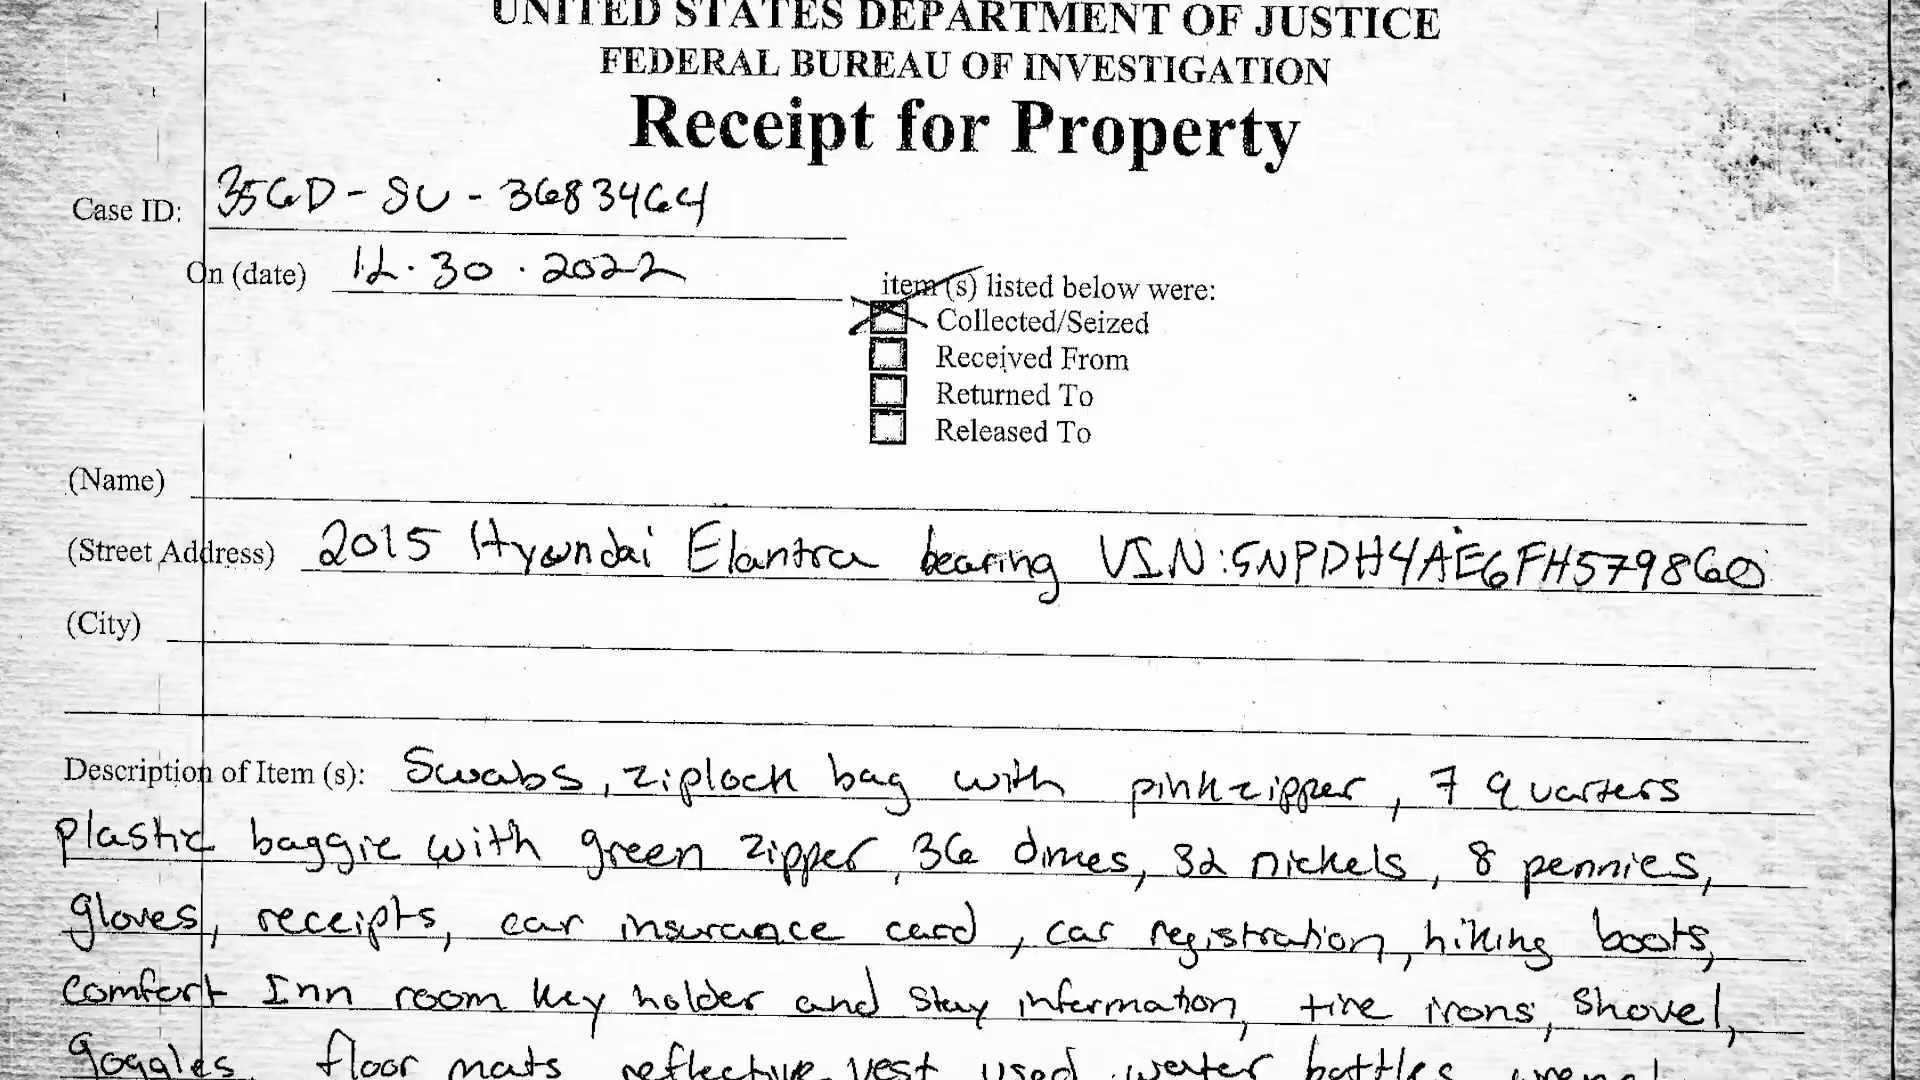 UNITED STATES DEPARTMENT OF JUSTICE
FEDERAL BUREAU OF INVESTIGATION
Receipt for Property
Case ID: 356D-SU-3683464
On (date) 12.30.2022
item (s) listed below were:
Collected/Seized
Received From
Returned To
Released To
(Name)
(Street Address) 2015 Hyundai Elantra bearing VIN: 5NPDH4AE6FH579860
(City)
Description of Item (s): Swabs, ziplock bag with pink zipper, 7 quarters
plastic baggie with green zipper, 36 dimes, 32 nickels, 8 pennies,
gloves, receipts, car insurance card, car registration, hiking boots,
comfort Inn room key holder and stay information, tire irons, shovel,
goggles, floor mats, reflective vest, used water bottles,